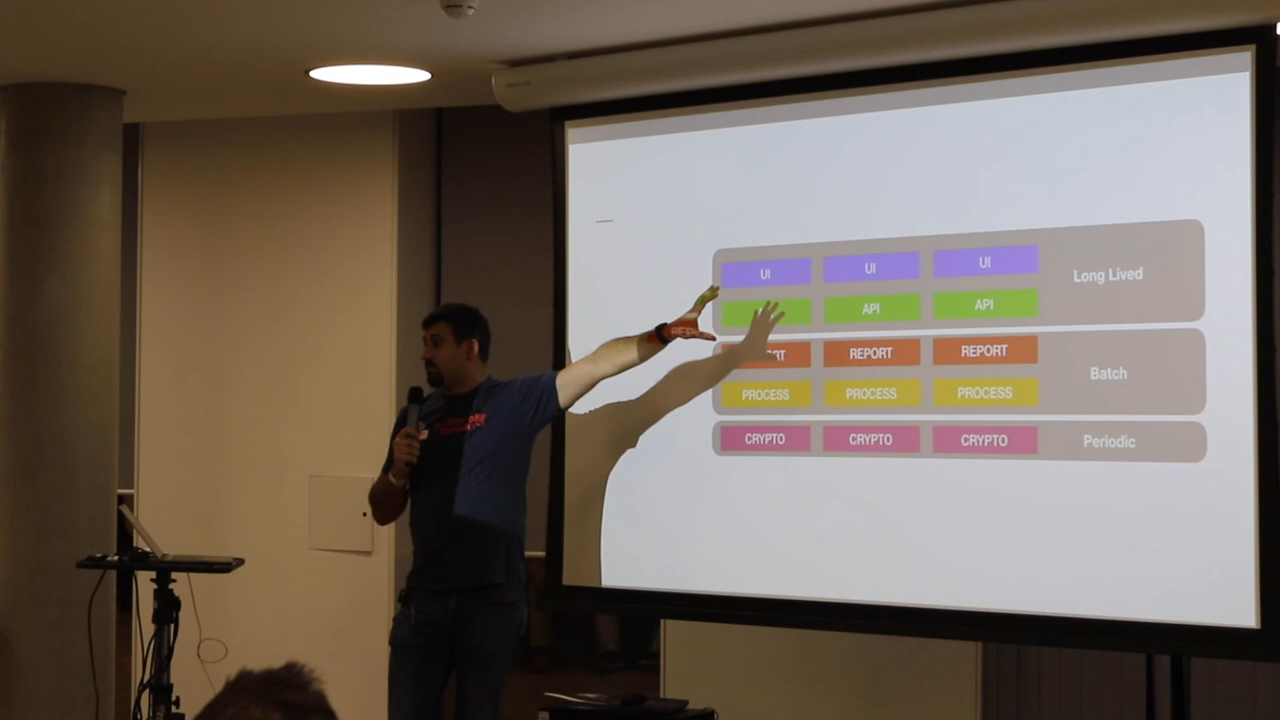 UI UI UI
Long Lived
API API
REPORT REPORT
Batch
PROCESS PROCESS PROCESS
CRYPTO CRYPTO CRYPTO
Periodic